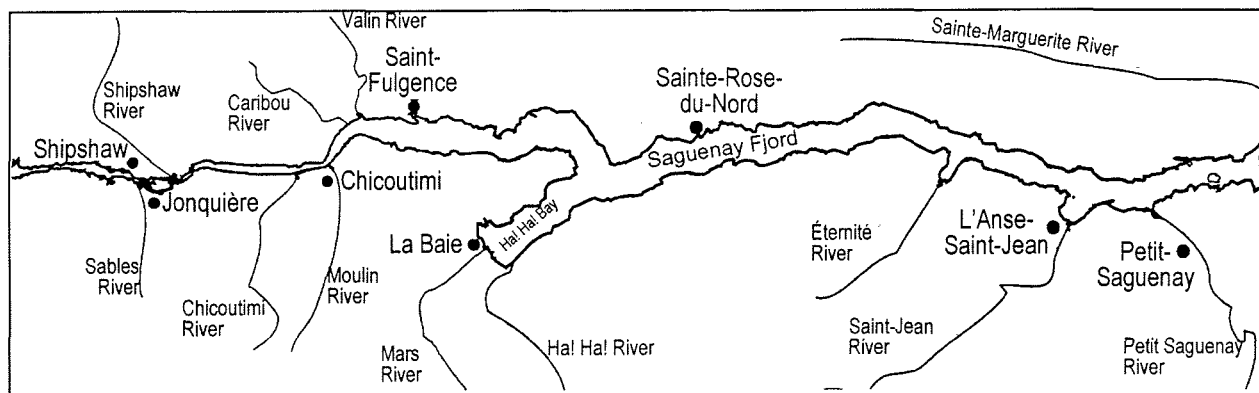 Valin River
Saint-
Fulgence
Sainte-Marguerite River
Shipshaw
River
Caribou
River
Sainte-Rose-
du-Nord
Shipshaw
Saguenay Fjord
Jonquière
Chicoutimi
Ha! Ha! Bay
La Baie
Éternité
River
L'Anse-
Saint-Jean
Petit-
Saguenay
Sables
River
Chicoutimi
River
Moulin
River
Mars
River
Ha! Ha! River
Saint-Jean
River
Petit Saguenay
River